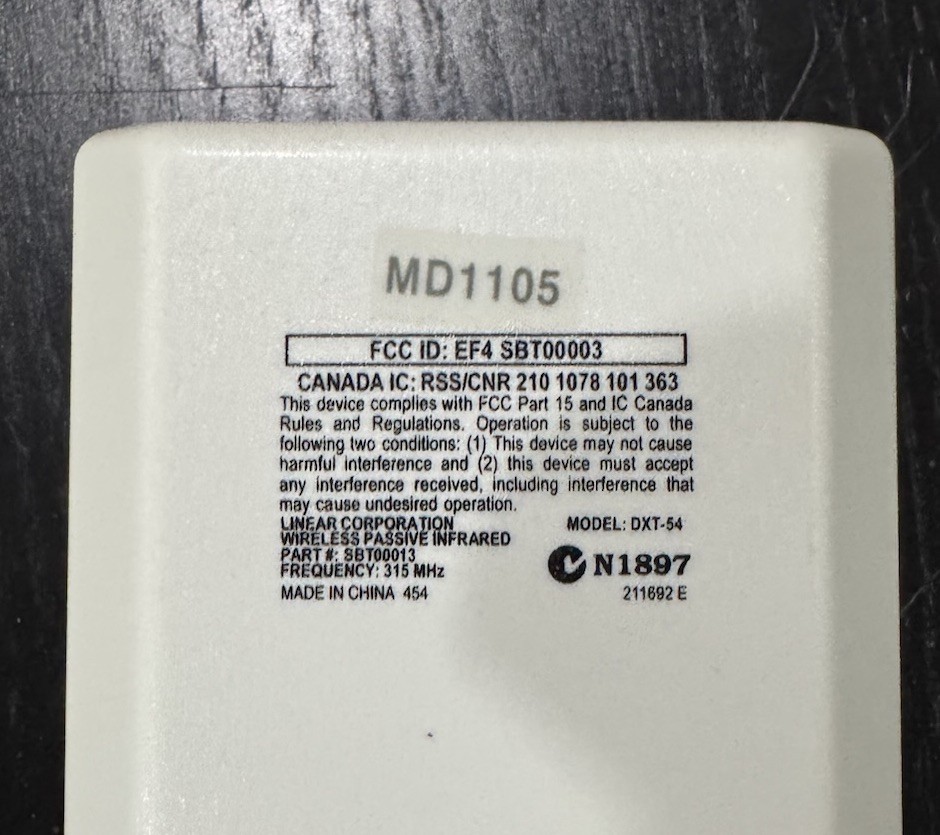 MD1105
FCC ID: EF4 SBT00003
CANADA IC: RSS/CNR 210 1078 101 363
This device complies with FCC Part 15 and IC Canada
Rules and Regulations. Operation is subject to the
following two conditions: (1) This device may not cause
harmful interference and (2) this device must accept
any interference received, including interference that
may cause undesired operation.
LINEAR CORPORATION MODEL: DXT-54
WIRELESS PASSIVE INFRARED
PART #: SBT00013
FREQUENCY: 315 MHz N1897
MADE IN CHINA 454 211692 E